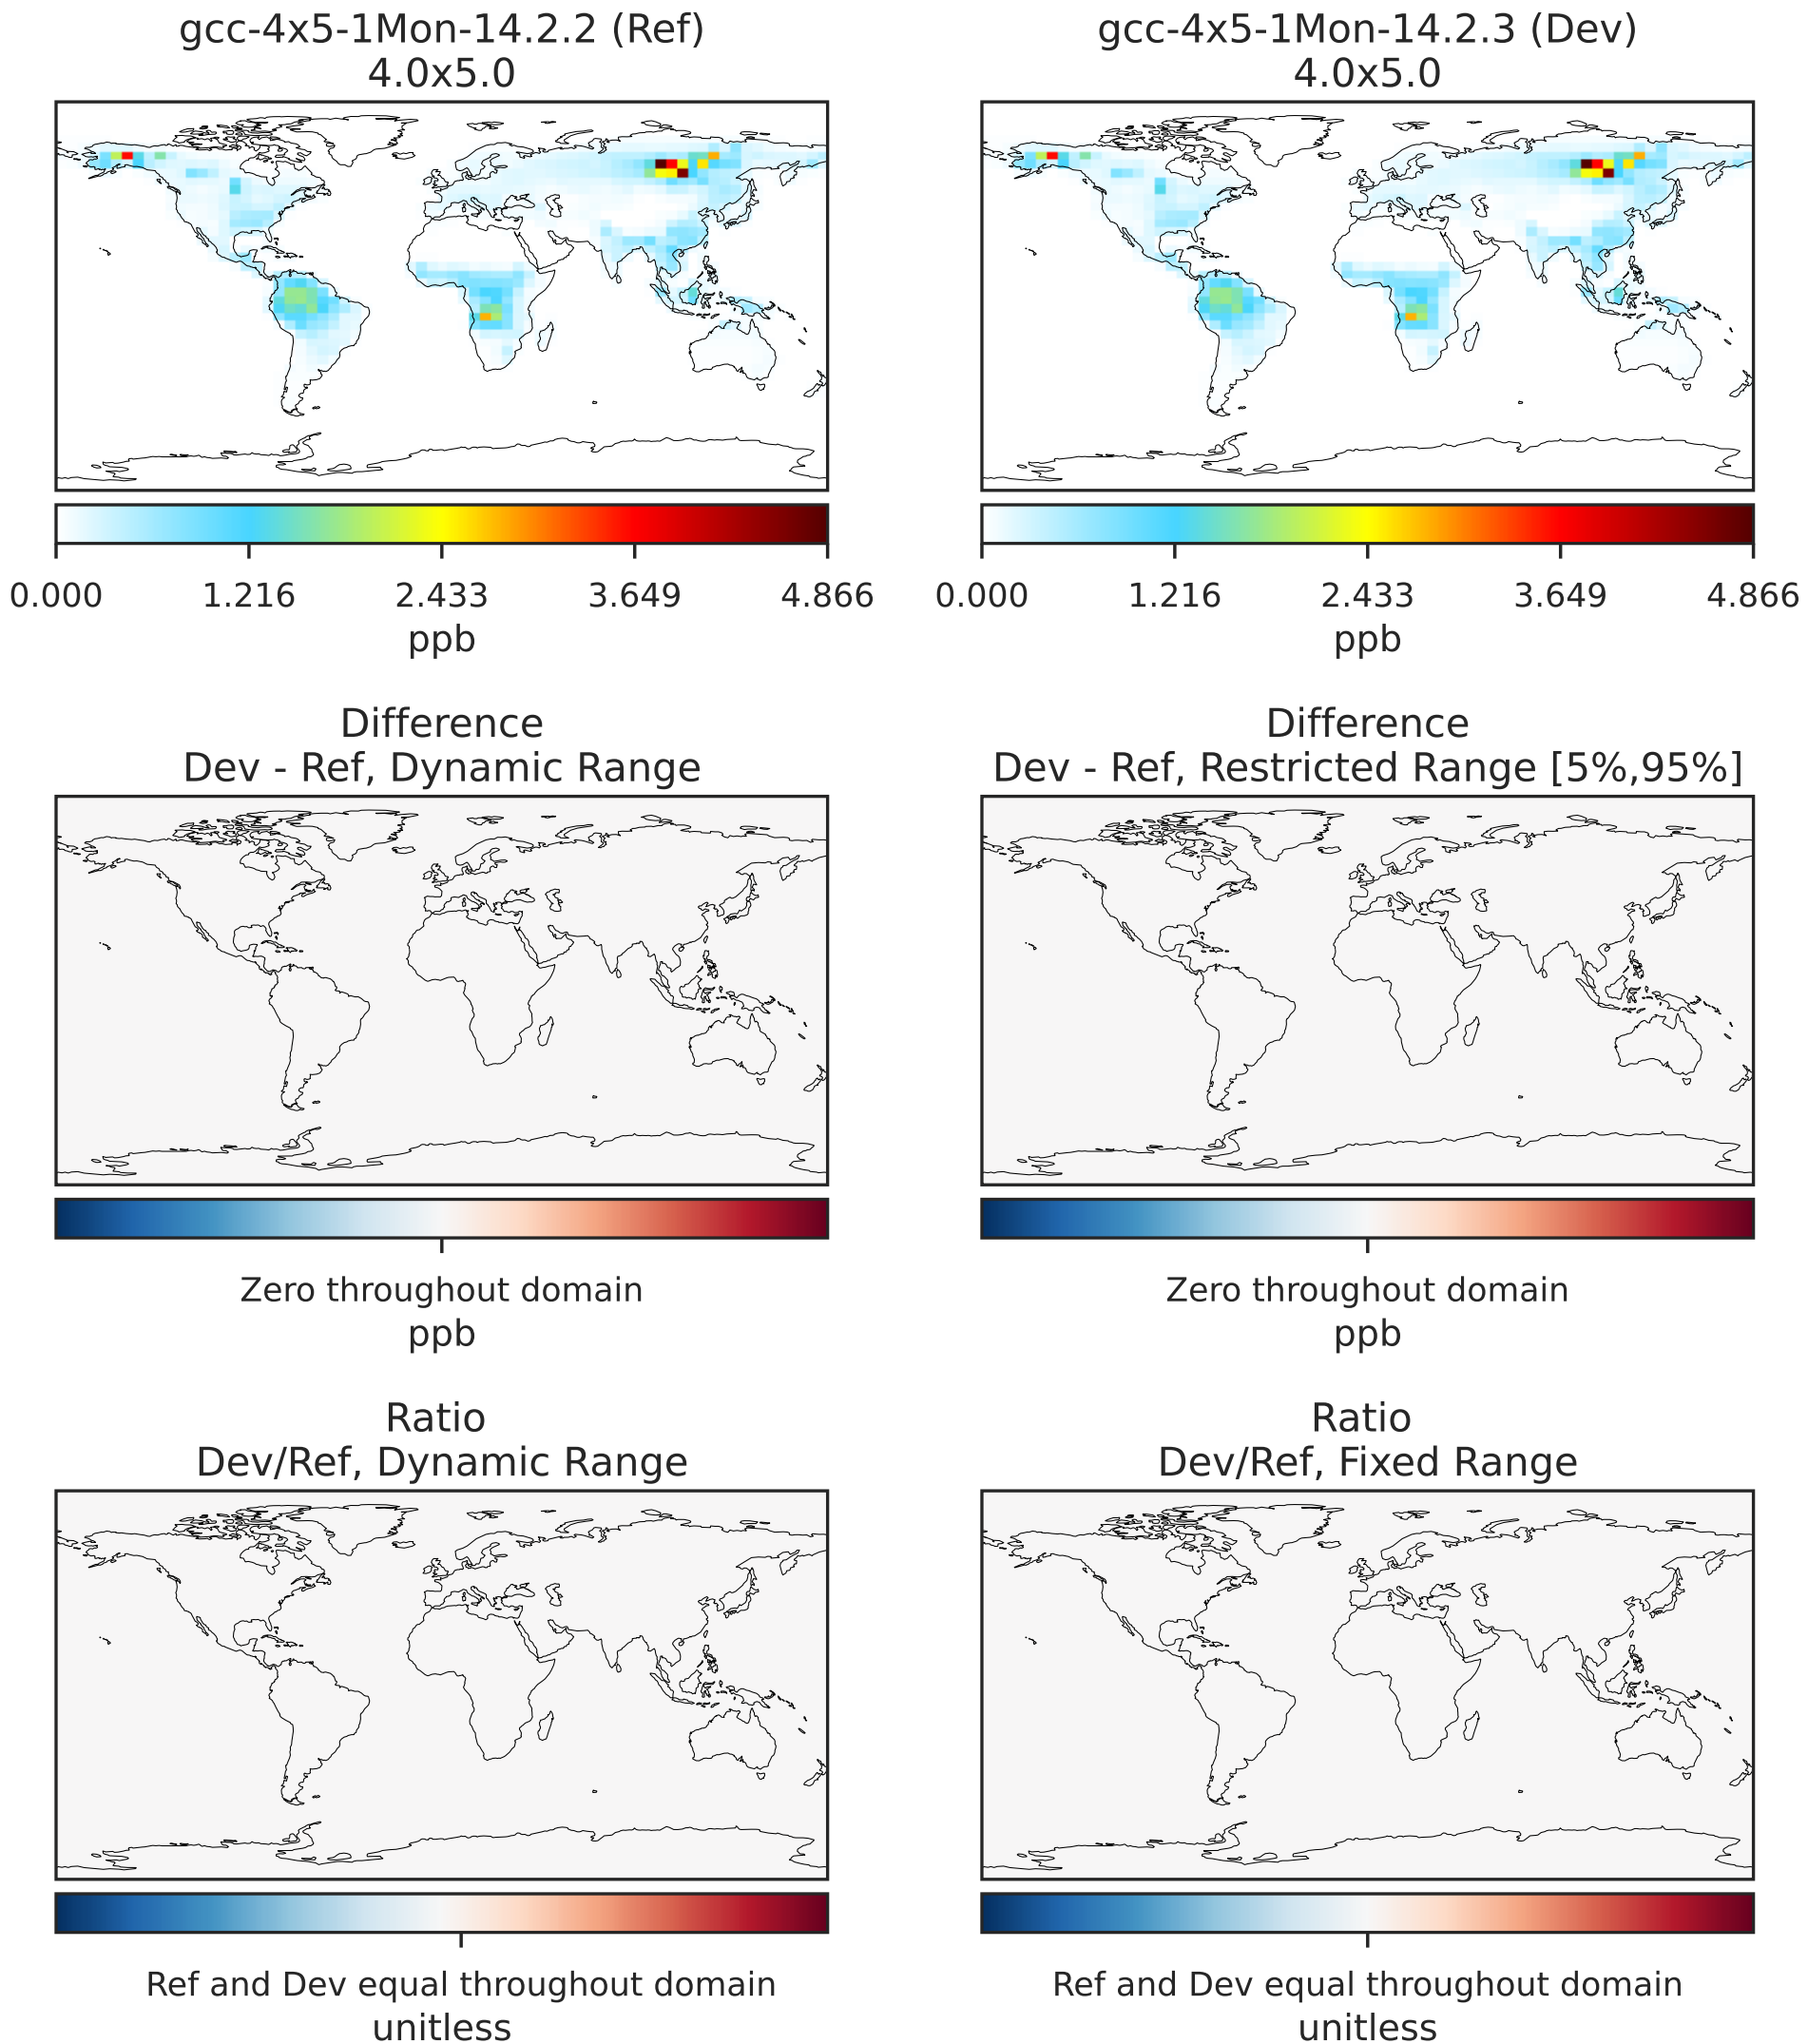 gcc-4x5-1Mon-14.2.2 (Ref)
4.0x5.0
gcc-4x5-1Mon-14.2.3 (Dev)
4.0x5.0
0.000 1.216 2.433 3.649 4.866
ppb
0.000 1.216 2.433 3.649 4.866
ppb
Difference
Dev - Ref, Dynamic Range
Difference
Dev - Ref, Restricted Range [5%,95%]
Zero throughout domain
ppb
Zero throughout domain
ppb
Ratio
Dev/Ref, Dynamic Range
Ratio
Dev/Ref, Fixed Range
Ref and Dev equal throughout domain
unitless
Ref and Dev equal throughout domain
unitless